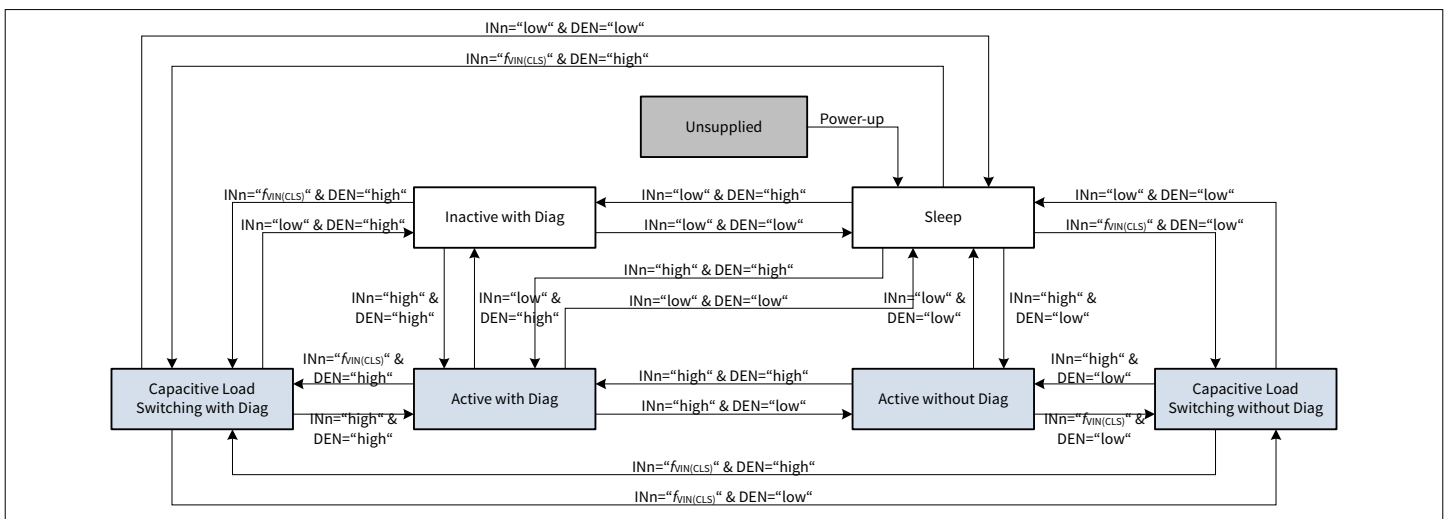 INn=“low“ & DEN=“low“
INn=“fVIN(CLS)“ & DEN=“high“
Unsupplied
Power-up
INn=“fVIN(CLS)“ & DEN=“high“
INn=“low“ & DEN=“high“
Inactive with Diag
INn=“low“ & DEN=“high“
INn=“low“ & DEN=“low“
Sleep
INn=“low“ & DEN=“low“
INn=“fVIN(CLS)“ & DEN=“low“
INn=“high“ & DEN=“high“
INn=“low“ & DEN=“low“
INn=“high“ &
DEN=“high“
INn=“low“ &
DEN=“high“
INn=“low“ &
DEN=“low“
INn=“high“ &
DEN=“low“
INn=“fVIN(CLS)“ &
DEN=“high“
INn=“high“ &
DEN=“low“
Capacitive Load
Switching with Diag
Active with Diag
INn=“high“ & DEN=“high“
INn=“high“ & DEN=“low“
Active without Diag
Capacitive Load
Switching without Diag
INn=“high“ &
DEN=“high“
INn=“fVIN(CLS)“ &
DEN=“low“
INn=“fVIN(CLS)“ & DEN=“high“
INn=“fVIN(CLS)“ & DEN=“low“